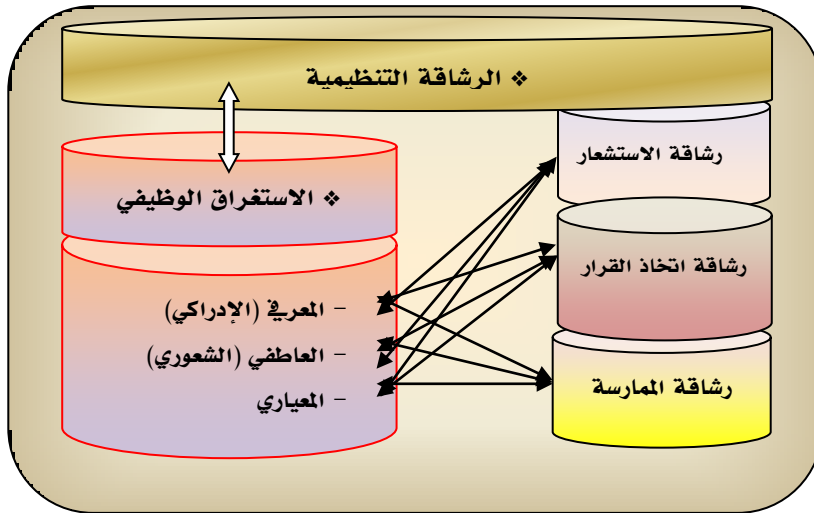 ❖ الرشاقة التنظيمية
رشاقة الاستشعار
❖ الاستغراق الوظيفي
رشاقة اتخاذ القرار
– المعرفي (الإدراكي)
– العاطفي (الشعوري)
رشاقة الممارسة
– المعياري